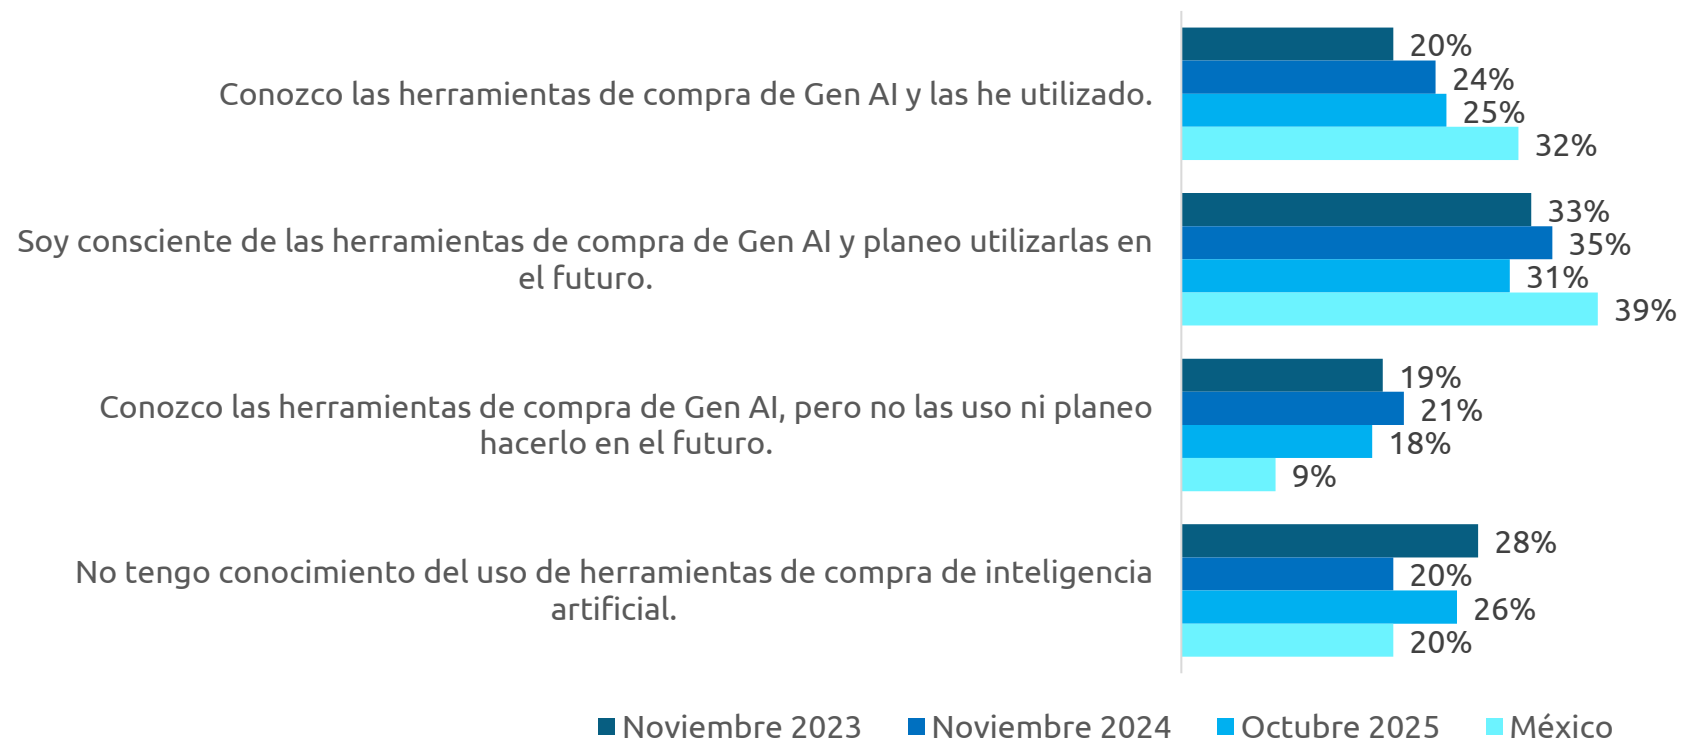 Conozco las herramientas de compra de Gen AI y las he utilizado.
20%
24%
25%
32%
Soy consciente de las herramientas de compra de Gen AI y planeo utilizarlas en
el futuro.
33%
35%
31%
39%
Conozco las herramientas de compra de Gen AI, pero no las uso ni planeo
hacerlo en el futuro.
19%
21%
18%
9%
No tengo conocimiento del uso de herramientas de compra de inteligencia
artificial.
28%
20%
26%
20%
Noviembre 2023
Noviembre 2024
Octubre 2025
México